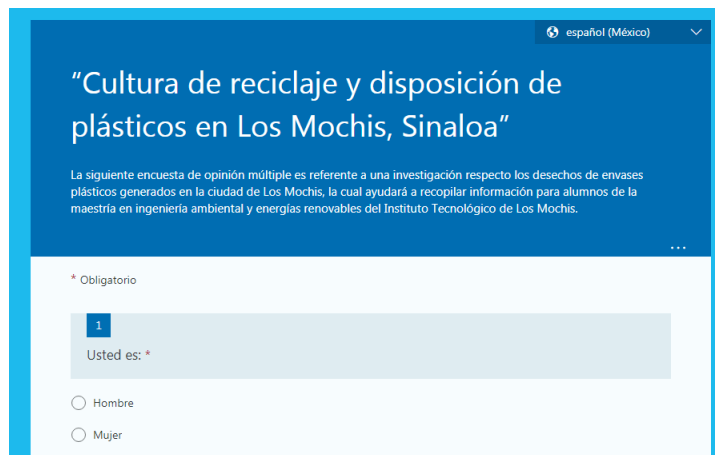 español (México)
“Cultura de reciclaje y disposición de
plásticos en Los Mochis, Sinaloa”
La siguiente encuesta de opinión múltiple es referente a una investigación respecto los desechos de envases
plásticos generados en la ciudad de Los Mochis, la cual ayudará a recopilar información para alumnos de la
maestría en ingeniería ambiental y energías renovables del Instituto Tecnológico de Los Mochis.
...
* Obligatorio
1
Usted es: *
Hombre
Mujer